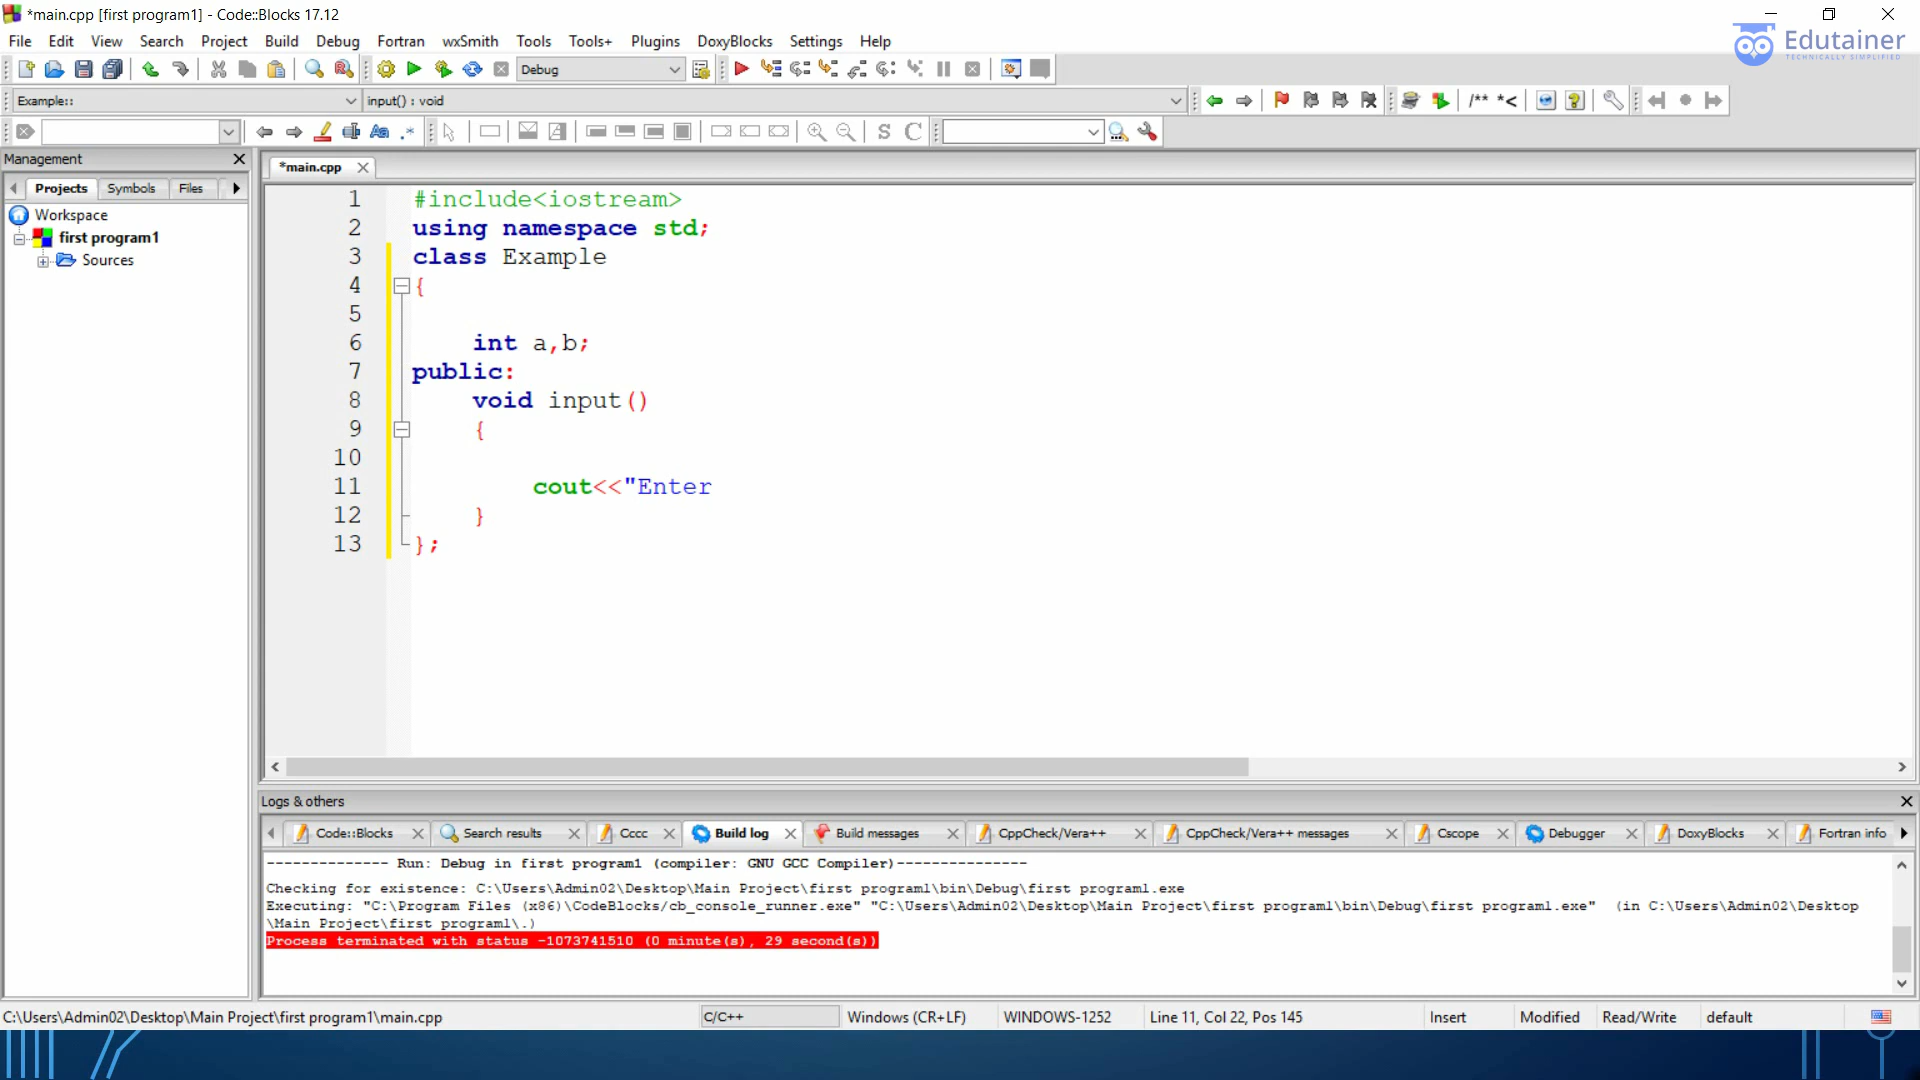 *main.cpp [first program1] - Code::Blocks 17.12
File Edit View Search Project Build Debug Fortran wxSmith Tools Tools+ Plugins DoxyBlocks Settings Help
Edutainer
TECHNICALLY SIMPLIFIED
Debug
Example::
input() : void
/** *<
Aa .*
S C
Management
*main.cpp
Projects Symbols Files
Workspace
first program1
Sources
1 #include<iostream>
2 using namespace std;
3 class Example
4 {
5
6 int a,b;
7 public:
8 void input()
9 {
10
11 cout<<"Enter
12 }
13 };
Logs & others
Code::Blocks Search results Cccc Build log Build messages CppCheck/Vera++ CppCheck/Vera++ messages Cscope Debugger DoxyBlocks Fortran info
-------------- Run: Debug in first program1 (compiler: GNU GCC Compiler)---------------
Checking for existence: C:\Users\Admin02\Desktop\Main Project\first program1\bin\Debug\first program1.exe
Executing: "C:\Program Files (x86)\CodeBlocks/cb_console_runner.exe" "C:\Users\Admin02\Desktop\Main Project\first program1\bin\Debug\first program1.exe"  (in C:\Users\Admin02\Desktop
\Main Project\first program1\.)
Process terminated with status -1073741510 (0 minute(s), 29 second(s))
C:\Users\Admin02\Desktop\Main Project\first program1\main.cpp C/C++ Windows (CR+LF) WINDOWS-1252 Line 11, Col 22, Pos 145 Insert Modified Read/Write default